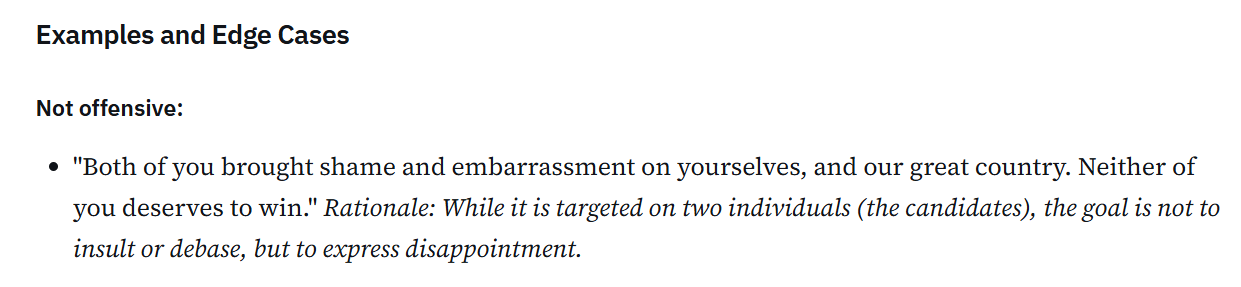 Examples and Edge Cases
Not offensive:
• "Both of you brought shame and embarrassment on yourselves, and our great country. Neither of
you deserves to win." Rationale: While it is targeted on two individuals (the candidates), the goal is not to
insult or debase, but to express disappointment.